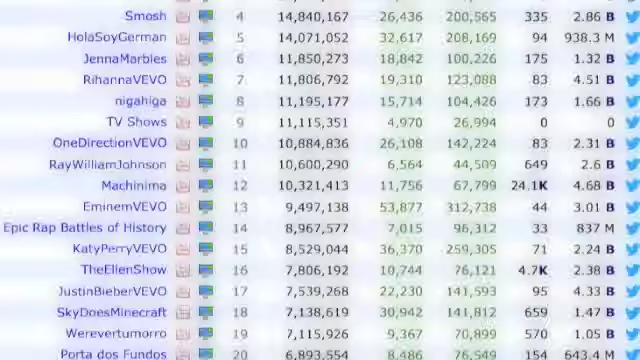 Smosh 4 14,840,167 26,436 200,565 335 2.86 B
HolaSoyGerman 5 14,071,052 32,617 208,169 94 938.3 M
JennaMarbles 6 11,850,273 18,842 100,226 175 1.32 B
RihannaVEVO 7 11,806,792 19,310 123,088 83 4.51 B
nigahiga 8 11,195,177 15,714 104,426 173 1.66 B
TV Shows 9 11,115,351 4,970 26,994 0 0
OneDirectionVEVO 10 10,884,836 26,108 142,224 83 2.31 B
RayWilliamJohnson 11 10,600,290 6,564 44,509 649 2.6 B
Machinima 12 10,321,413 11,756 67,799 24.1K 4.68 B
EminemVEVO 13 9,497,138 53,877 312,738 44 3.01 B
Epic Rap Battles of History 14 8,967,577 7,015 96,312 33 837 M
KatyPerryVEVO 15 8,529,044 36,370 259,305 71 2.24 B
TheEllenShow 16 7,806,192 10,744 76,121 4.7K 2.38 B
JustinBieberVEVO 17 7,539,268 22,230 141,593 95 4.33 B
SkyDoesMinecraft 18 7,138,619 30,942 141,812 659 1.47 B
Werevertumorro 19 7,115,926 9,367 70,899 570 1.05 B
Porta dos Fundos 20 6,893,554 8,486 76,549 154 643.4 M